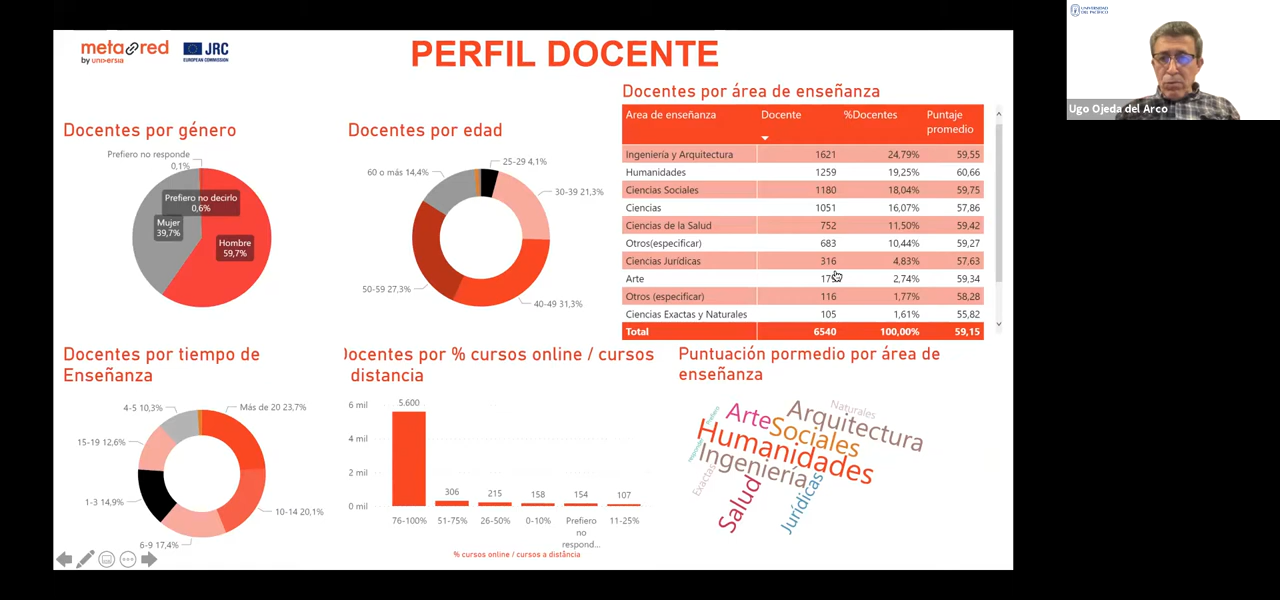 UNIVERSIDAD
DEL PACÍFICO
Ugo Ojeda del Arco
meta red
by universia
JRC
EUROPEAN COMMISSION
PERFIL DOCENTE
Docentes por género
Prefiero no responde
0,1%
Prefiero no decirlo
0,6%
Mujer
39,7%
Hombre
59,7%
Docentes por edad
25-29 4,1%
60 o más 14,4%
30-39 21,3%
50-59 27,3%
40-49 31,3%
Docentes por área de enseñanza
Area de enseñanza Docente %Docentes Puntaje
promedio
Ingeniería y Arquitectura 1621 24,79% 59,55
Humanidades 1259 19,25% 60,66
Ciencias Sociales 1180 18,04% 59,75
Ciencias 1051 16,07% 57,86
Ciencias de la Salud 752 11,50% 59,42
Otros(especificar) 683 10,44% 59,27
Ciencias Jurídicas 316 4,83% 57,63
Arte 2,74% 59,34
Otros (especificar) 116 1,77% 58,28
Ciencias Exactas y Naturales 105 1,61% 55,82
Total 6540 100,00% 59,15
Docentes por tiempo de
Enseñanza
4-5 10,3%
Más de 20 23,7%
15-19 12,6%
1-3 14,9%
10-14 20,1%
6-9 17,4%
Docentes por % cursos online / cursos
distancia
6 mil
4 mil
2 mil
0 mil
5.600
306
215
158
154
107
76-100%
51-75%
26-50%
0-10%
Prefiero
no
respond...
11-25%
% cursos online / cursos a distância
Puntuación pormedio por área de
enseñanza
Prefiero
Arte
Arquitectura
Naturales
Sociales
Humanidades
responder
Ingeniería
Exactas
Salud
Jurídicas